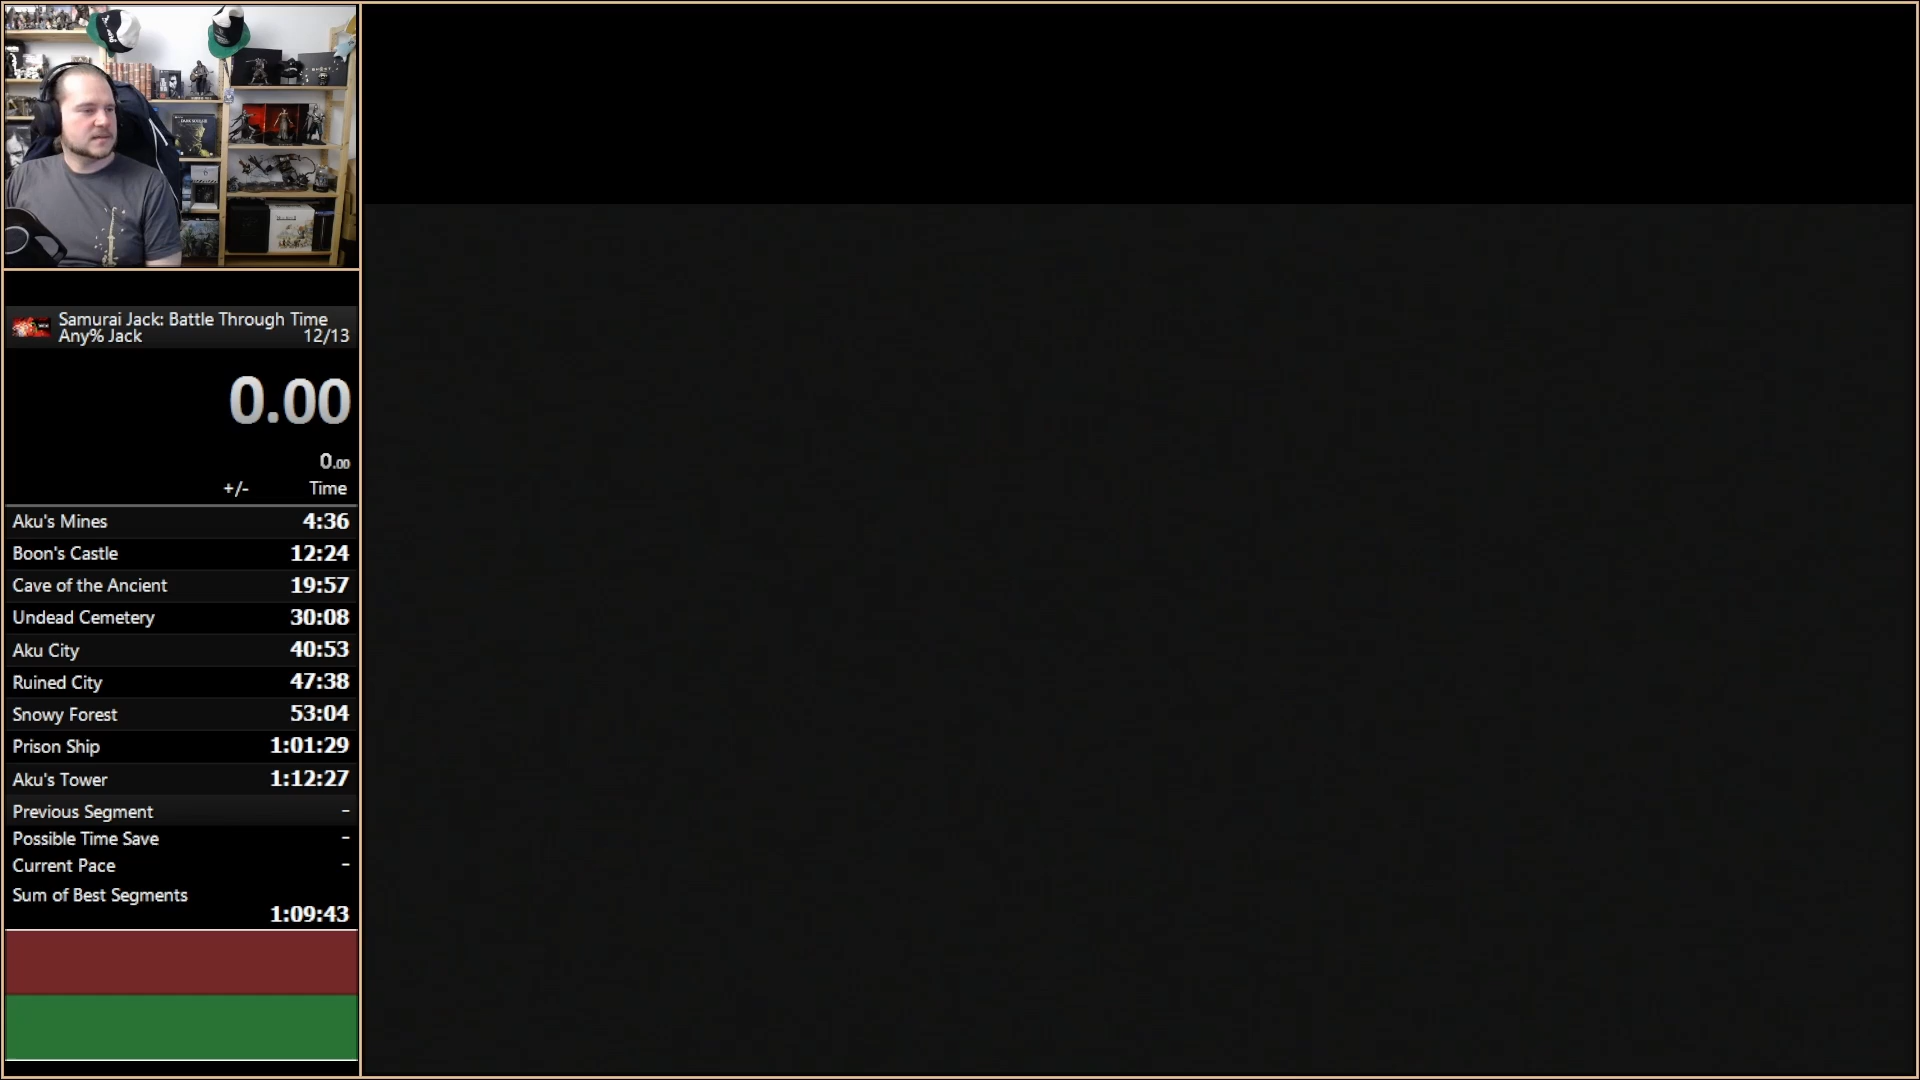 Samurai Jack: Battle Through Time
Any% Jack 12/13
0.00
0.00
+/- Time
Aku's Mines 4:36
Boon's Castle 12:24
Cave of the Ancient 19:57
Undead Cemetery 30:08
Aku City 40:53
Ruined City 47:38
Snowy Forest 53:04
Prison Ship 1:01:29
Aku's Tower 1:12:27
Previous Segment -
Possible Time Save -
Current Pace -
Sum of Best Segments
1:09:43